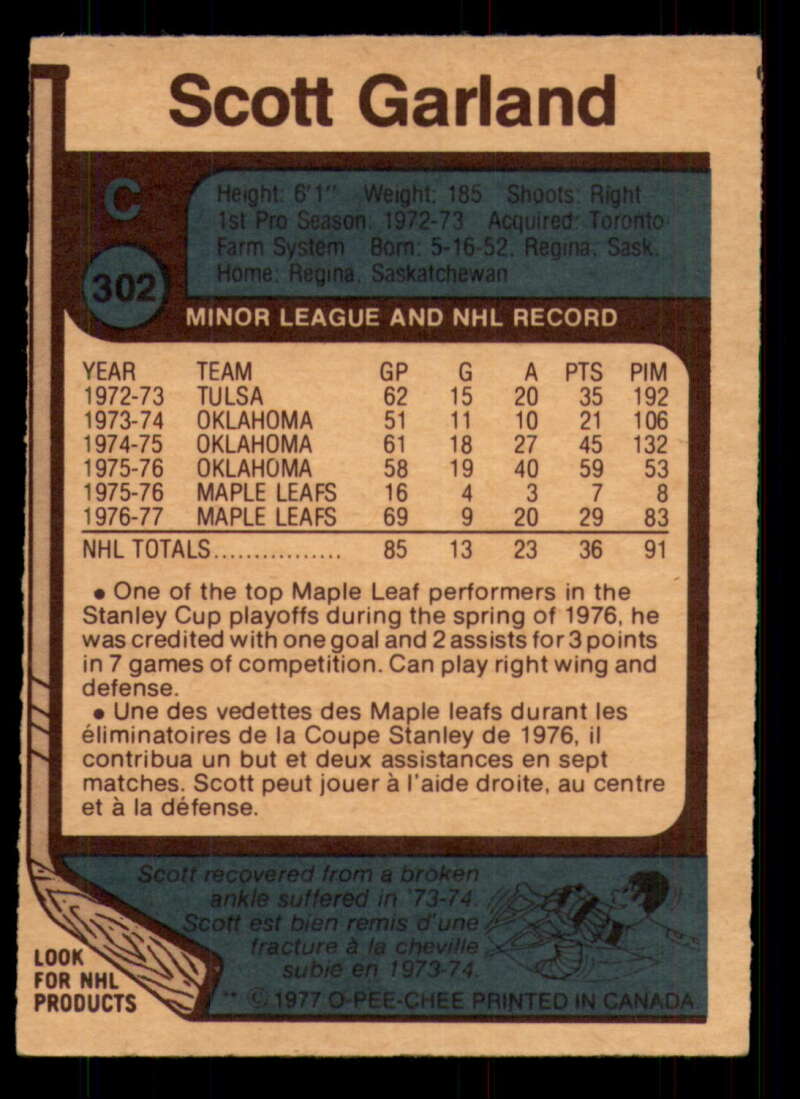 Scott Garland
C
Height: 6'1" Weight: 185 Shoots: Right
1st Pro Season: 1972-73 Acquired: Toronto
Farm System Born: 5-16-52, Regina, Sask.
Home: Regina, Saskatchewan
302
MINOR LEAGUE AND NHL RECORD
YEAR TEAM GP G A PTS PIM
1972-73 TULSA 62 15 20 35 192
1973-74 OKLAHOMA 51 11 10 21 106
1974-75 OKLAHOMA 61 18 27 45 132
1975-76 OKLAHOMA 58 19 40 59 53
1975-76 MAPLE LEAFS 16 4 3 7 8
1976-77 MAPLE LEAFS 69 9 20 29 83
NHL TOTALS................ 85 13 23 36 91
• One of the top Maple Leaf performers in the
Stanley Cup playoffs during the spring of 1976, he
was credited with one goal and 2 assists for 3 points
in 7 games of competition. Can play right wing and
defense.
• Une des vedettes des Maple leafs durant les
éliminatoires de la Coupe Stanley de 1976, il
contribua un but et deux assistances en sept
matches. Scott peut jouer à l'aide droite, au centre
et à la défense.
Scott recovered from a broken
ankle suffered in '73-74.
Scott est bien remis d'une
fracture à la cheville
subie en 1973-74.
LOOK
FOR NHL
PRODUCTS
** © 1977 O-PEE-CHEE PRINTED IN CANADA